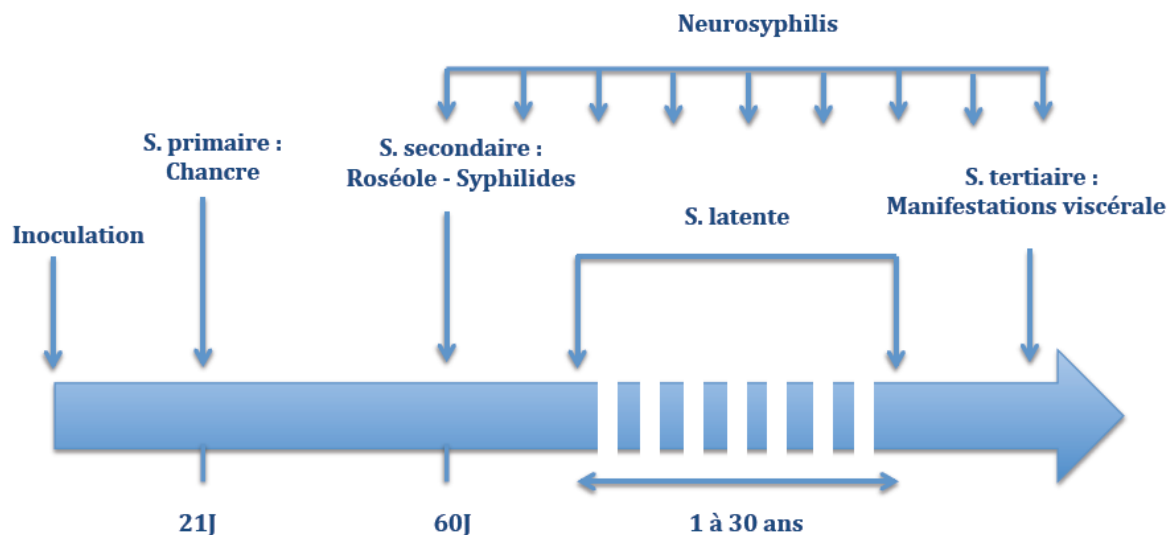 Neurosyphilis
S. primaire :
Chancre
S. secondaire :
Roséole - Syphilides
S. tertiaire :
Manifestations viscérale
Inoculation
S. latente
21J
60J
1 à 30 ans